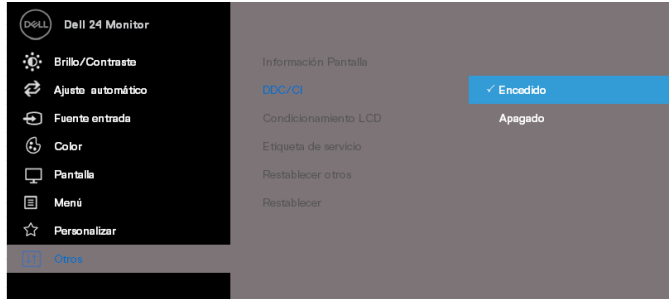 DELL
Dell 24 Monitor
Brillo/Contraste
Ajuste automático
Fuente entrada
Color
Pantalla
Menú
Personalizar
Otros
Información Pantalla
DDC/CI
Condicionamiento LCD
Etiqueta de servicio
Restablecer otros
Restablecer
✓ Encedido
Apagado